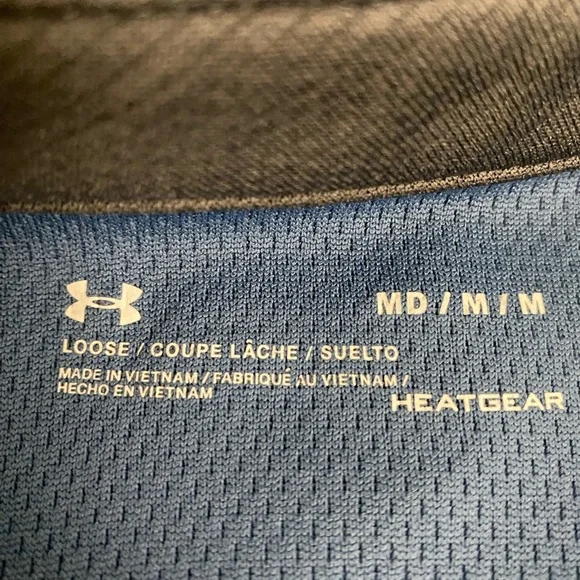 MD / M / M
LOOSE / COUPE LÂCHE / SUELTO
MADE IN VIETNAM / FABRIQUÉ AU VIETNAM /
HECHO EN VIETNAM
HEATGEAR